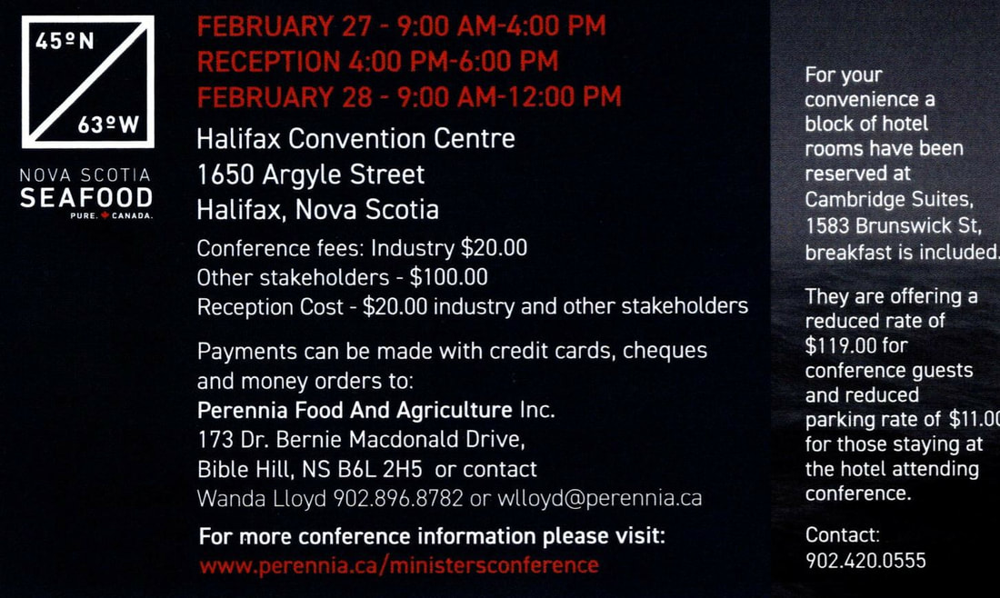 45ºN
63ºW
NOVA SCOTIA
SEAFOOD
PURE. CANADA.
FEBRUARY 27 - 9:00 AM-4:00 PM
RECEPTION 4:00 PM-6:00 PM
FEBRUARY 28 - 9:00 AM-12:00 PM
Halifax Convention Centre
1650 Argyle Street
Halifax, Nova Scotia
Conference fees: Industry $20.00
Other stakeholders - $100.00
Reception Cost - $20.00 industry and other stakeholders
Payments can be made with credit cards, cheques
and money orders to:
Perennia Food And Agriculture Inc.
173 Dr. Bernie Macdonald Drive,
Bible Hill, NS B6L 2H5 or contact
Wanda Lloyd 902.896.8782 or wlloyd@perennia.ca
For more conference information please visit:
www.perennia.ca/ministersconference
For your
convenience a
block of hotel
rooms have been
reserved at
Cambridge Suites,
1583 Brunswick St,
breakfast is included.
They are offering a
reduced rate of
$119.00 for
conference guests
and reduced
parking rate of $11.00
for those staying at
the hotel attending
conference.
Contact:
902.420.0555